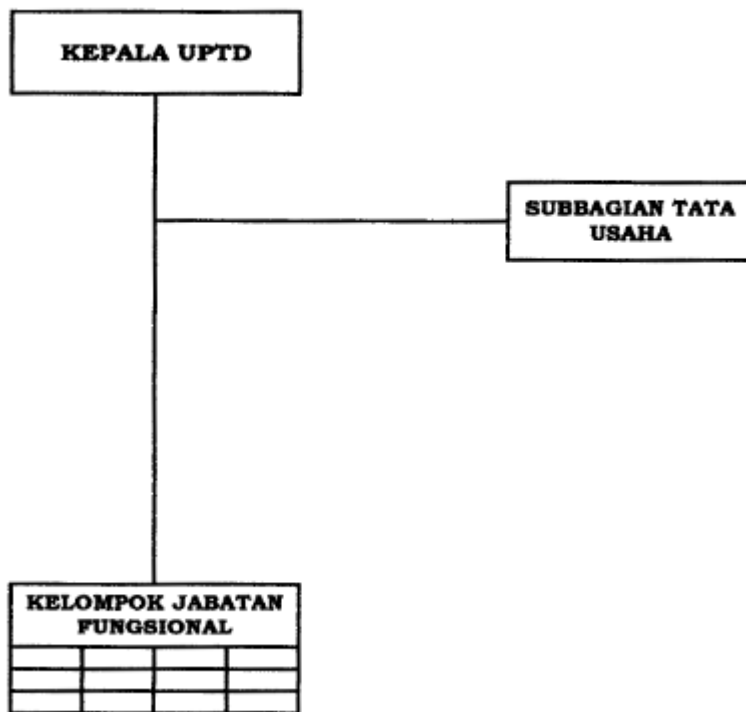 KEPALA UPTD
SUBBAGIAN TATA
USAHA
KELOMPOK JABATAN
FUNGSIONAL